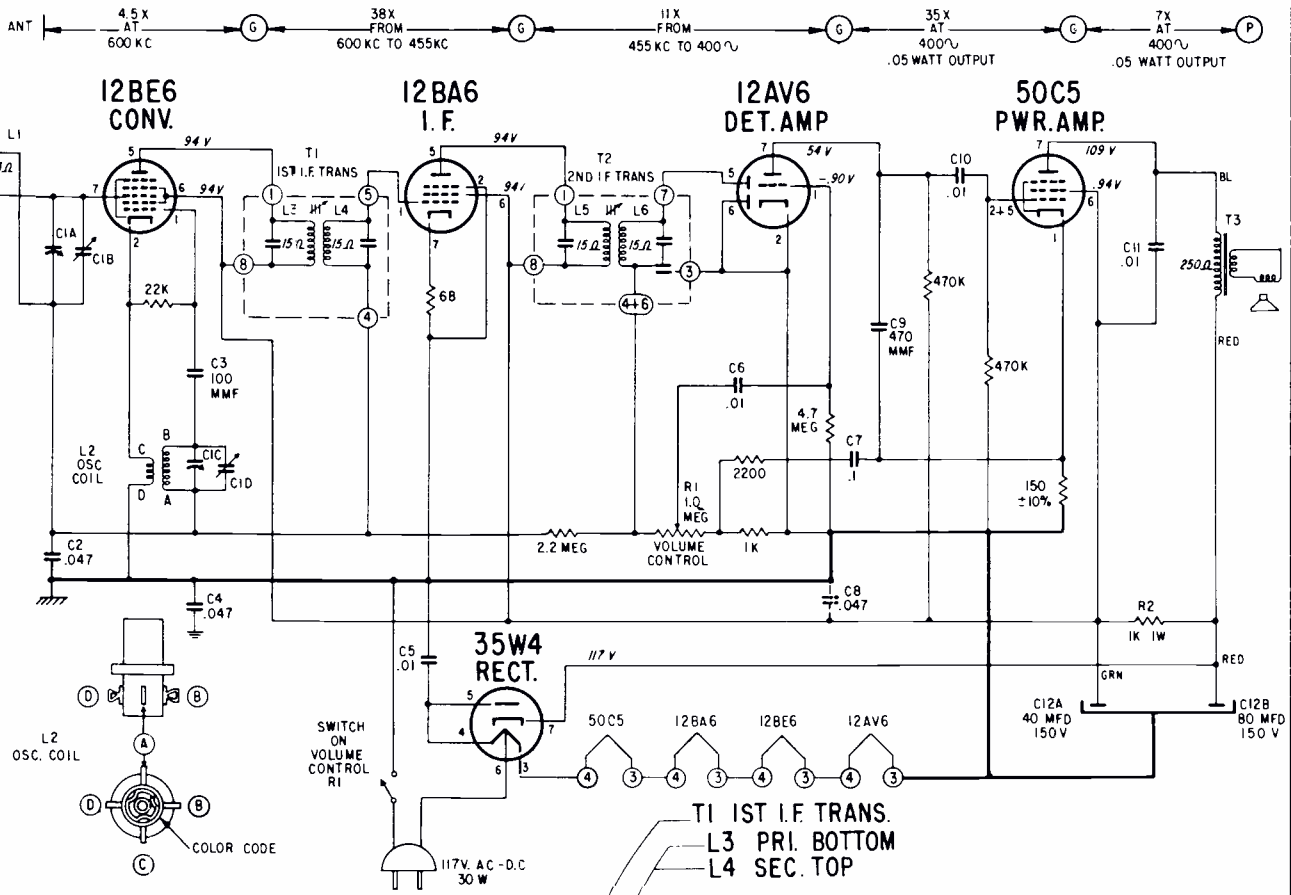 ANT 4.5X AT 600 KC G 38X FROM 600 KC TO 455KC G 11X FROM 455 KC TO 400∿ G 35X AT 400∿ .05 WATT OUTPUT G 7X AT 400∿ .05 WATT OUTPUT P
12BE6
CONV.
12BA6
I.F.
12AV6
DET. AMP
50C5
PWR. AMP.
L1
Ω
5
94V
7
6
94V
1
2
C1A
C1B
22K
C3
100
MMF
L2
OSC
COIL
C
D
B
A
C1C
C1D
C2
.047
C4
.047
T1
1ST I.F TRANS
1
5
8
4
L3
L4
15Ω
15Ω
5
94V
2
6
94V
1
7
68
T2
2ND I F TRANS
1
7
8
3
4+6
L5
L6
15Ω
15Ω
7
54V
5
6
-.90V
1
2
C6
.01
4.7
MEG
C7
.1
2200
R1
1.0
MEG
VOLUME
CONTROL
1K
2.2 MEG
C8
.047
C9
470
MMF
C10
.01
470K
470K
7
109 V
2+5
6
94V
1
150
±10%
C11
.01
BL
T3
250Ω
RED
R2
1K 1W
RED
GRN
C12A
40 MFD
150V
C12B
80 MFD
150 V
C5
.01
35W4
RECT.
117 V
5
4
7
6
3
50C5
12BA6
12BE6
12AV6
4
3
4
3
4
3
4
3
SWITCH
ON
VOLUME
CONTROL
R1
117V. AC-D.C
30 W
D
B
L2
OSC. COIL
A
D
B
C
COLOR CODE
T1 1ST I.F. TRANS.
L3 PRI. BOTTOM
L4 SEC. TOP